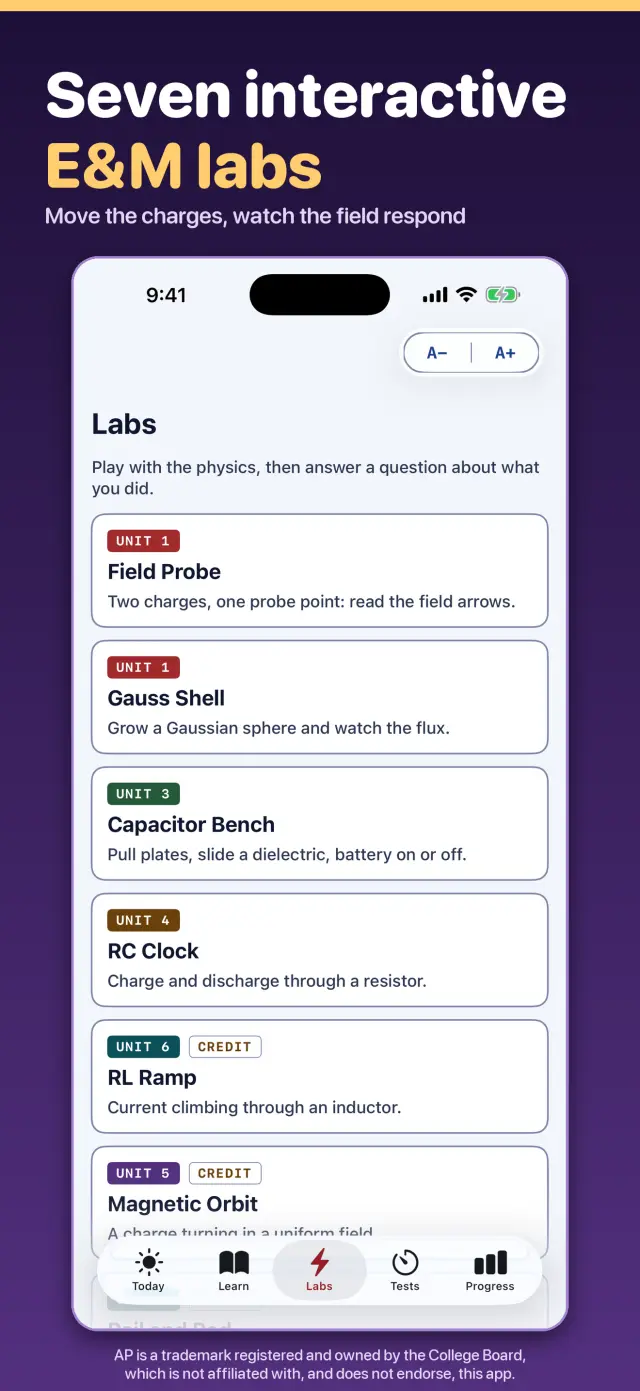 Seven interactive
E&M labs
Move the charges, watch the field respond
9:41
A− A+
Labs
Play with the physics, then answer a question about what
you did.
UNIT 1
Field Probe
Two charges, one probe point: read the field arrows.
UNIT 1
Gauss Shell
Grow a Gaussian sphere and watch the flux.
UNIT 3
Capacitor Bench
Pull plates, slide a dielectric, battery on or off.
UNIT 4
RC Clock
Charge and discharge through a resistor.
UNIT 6 CREDIT
RL Ramp
Current climbing through an inductor.
UNIT 5 CREDIT
Magnetic Orbit
A charge turning in a uniform field.
Today Learn Labs Tests Progress
AP is a trademark registered and owned by the College Board,
which is not affiliated with, and does not endorse, this app.